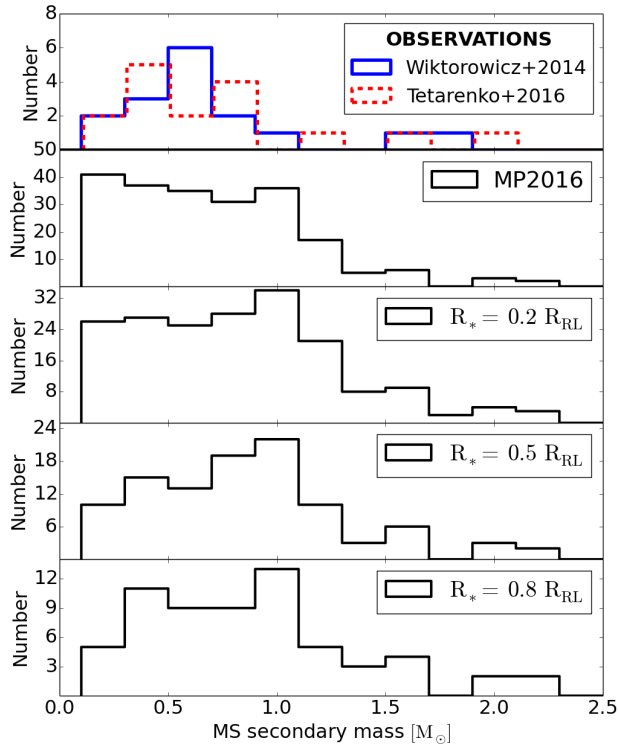 OBSERVATIONS
Wiktorowicz+2014
Tetarenko+2016
Number
8
6
4
2
50
MP2016
Number
40
30
20
10
R* = 0.2 RRL
Number
32
24
16
8
50
R* = 0.5 RRL
Number
24
18
12
6
R* = 0.8 RRL
Number
12
9
6
3
0.0 0.5 1.0 1.5 2.0 2.5
MS secondary mass [M⊙]